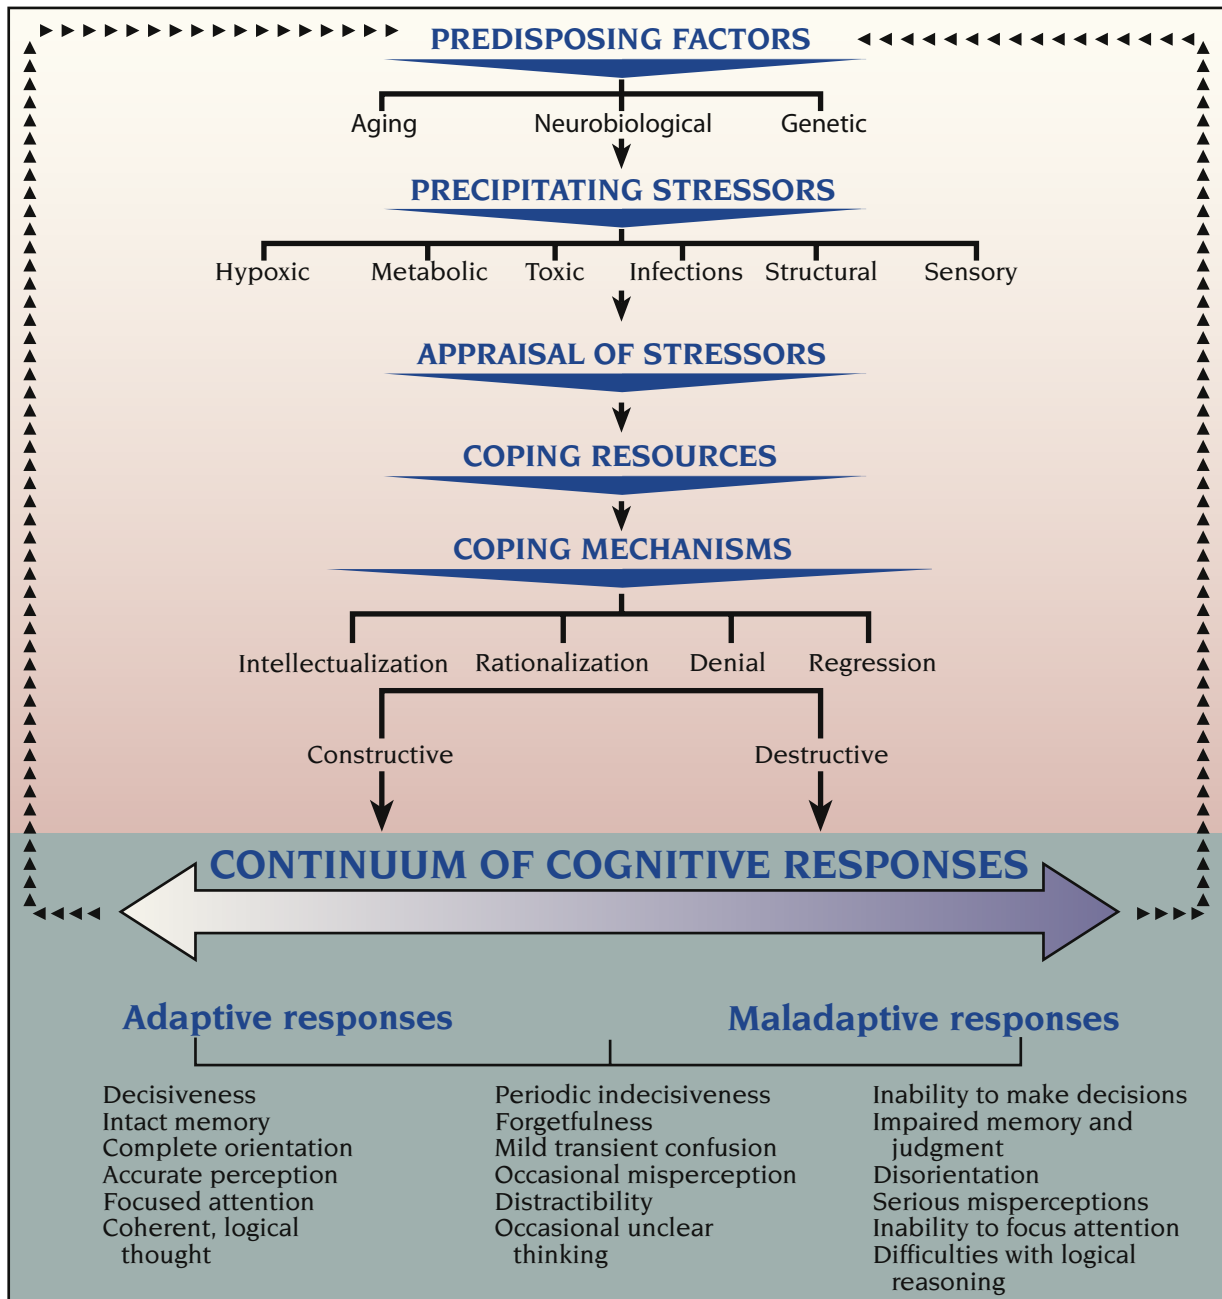 PREDISPOSING FACTORS
Aging Neurobiological Genetic
PRECIPITATING STRESSORS
Hypoxic Metabolic Toxic Infections Structural Sensory
APPRAISAL OF STRESSORS
COPING RESOURCES
COPING MECHANISMS
Intellectualization Rationalization Denial Regression
Constructive Destructive
CONTINUUM OF COGNITIVE RESPONSES
Adaptive responses Maladaptive responses
Decisiveness
Intact memory
Complete orientation
Accurate perception
Focused attention
Coherent, logical
thought
Periodic indecisiveness
Forgetfulness
Mild transient confusion
Occasional misperception
Distractibility
Occasional unclear
thinking
Inability to make decisions
Impaired memory and
judgment
Disorientation
Serious misperceptions
Inability to focus attention
Difficulties with logical
reasoning